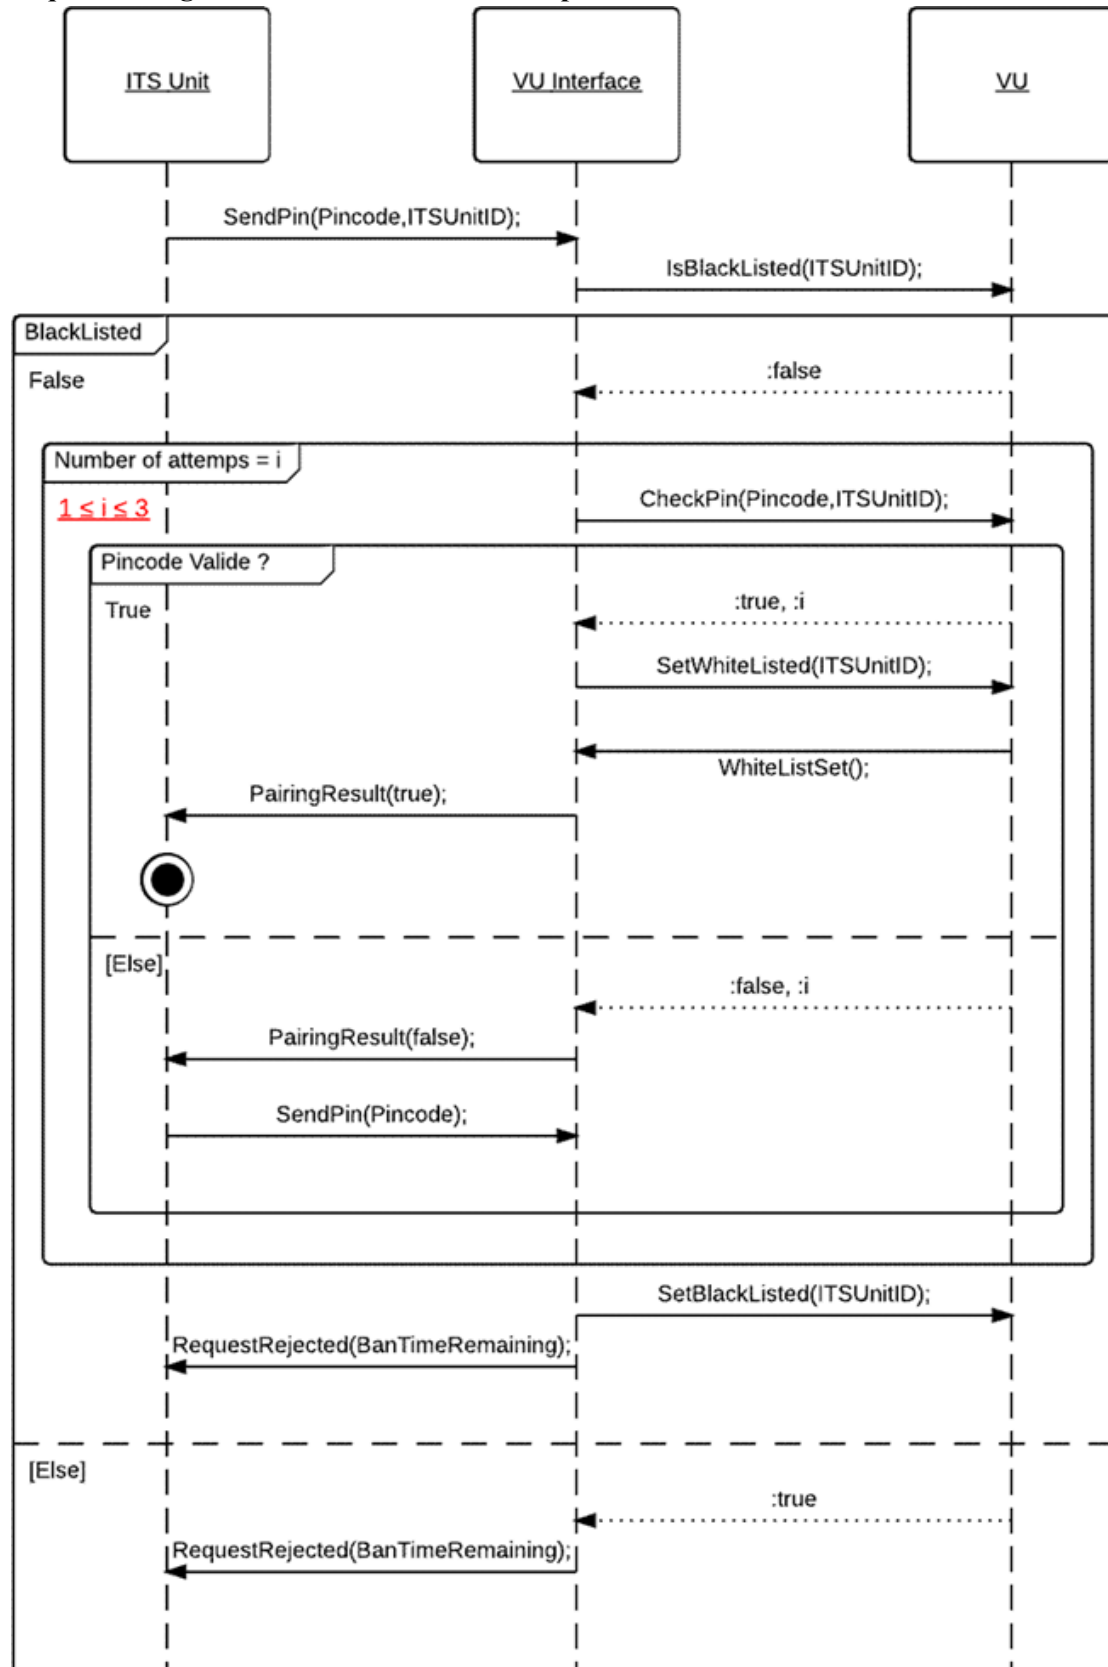 ITS Unit
VU Interface
VU
SendPin(Pincode,ITSUnitID);
IsBlackListed(ITSUnitID);
BlackListed
False
:false
Number of attemps = i
1 ≤ i ≤ 3
CheckPin(Pincode,ITSUnitID);
Pincode Valide ?
True
:true, :i
SetWhiteListed(ITSUnitID);
WhiteListSet();
PairingResult(true);
[Else]
:false, :i
PairingResult(false);
SendPin(Pincode);
SetBlackListed(ITSUnitID);
RequestRejected(BanTimeRemaining);
[Else]
:true
RequestRejected(BanTimeRemaining);